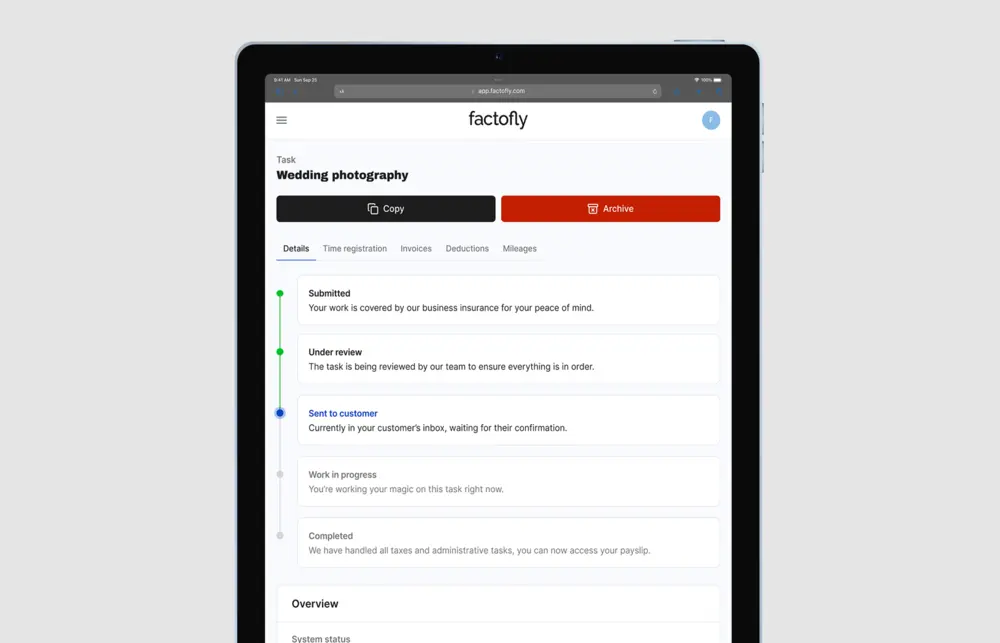 9:41 AM Sun Sep 25
100%
app.factofly.com
factofly
F
Task
Wedding photography
Copy
Archive
Details Time registration Invoices Deductions Mileages
Submitted
Your work is covered by our business insurance for your peace of mind.
Under review
The task is being reviewed by our team to ensure everything is in order.
Sent to customer
Currently in your customer's inbox, waiting for their confirmation.
Work in progress
You're working your magic on this task right now.
Completed
We have handled all taxes and administrative tasks, you can now access your payslip.
Overview
System status